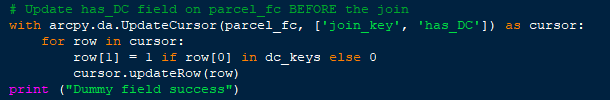 # Update has_DC field on parcel_fc BEFORE the join
with arcpy.da.UpdateCursor(parcel_fc, ['join_key', 'has_DC']) as cursor:
    for row in cursor:
        row[1] = 1 if row[0] in dc_keys else 0
        cursor.updateRow(row)
print ("Dummy field success")